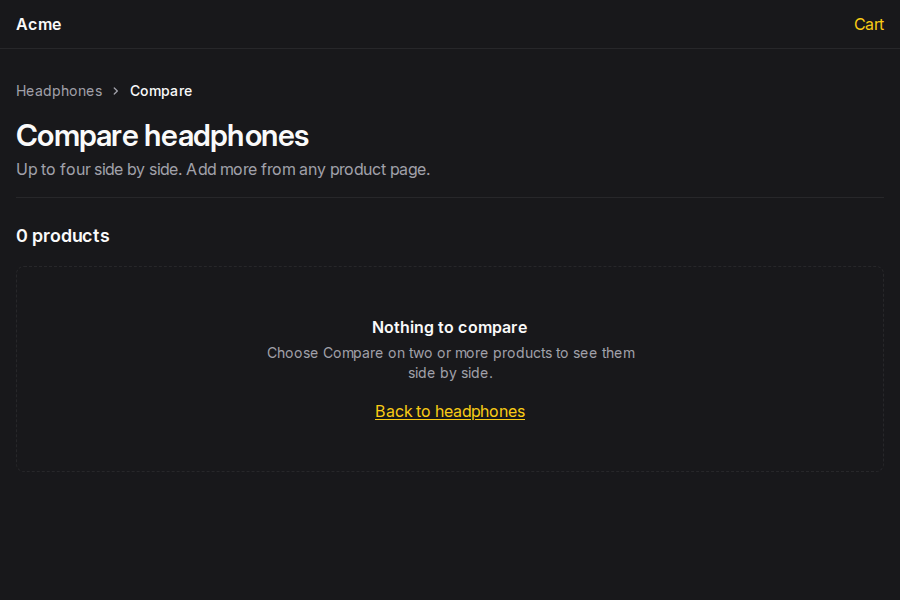 Acme
Cart
Headphones > Compare
Compare headphones
Up to four side by side. Add more from any product page.
0 products
Nothing to compare
Choose Compare on two or more products to see them
side by side.
Back to headphones